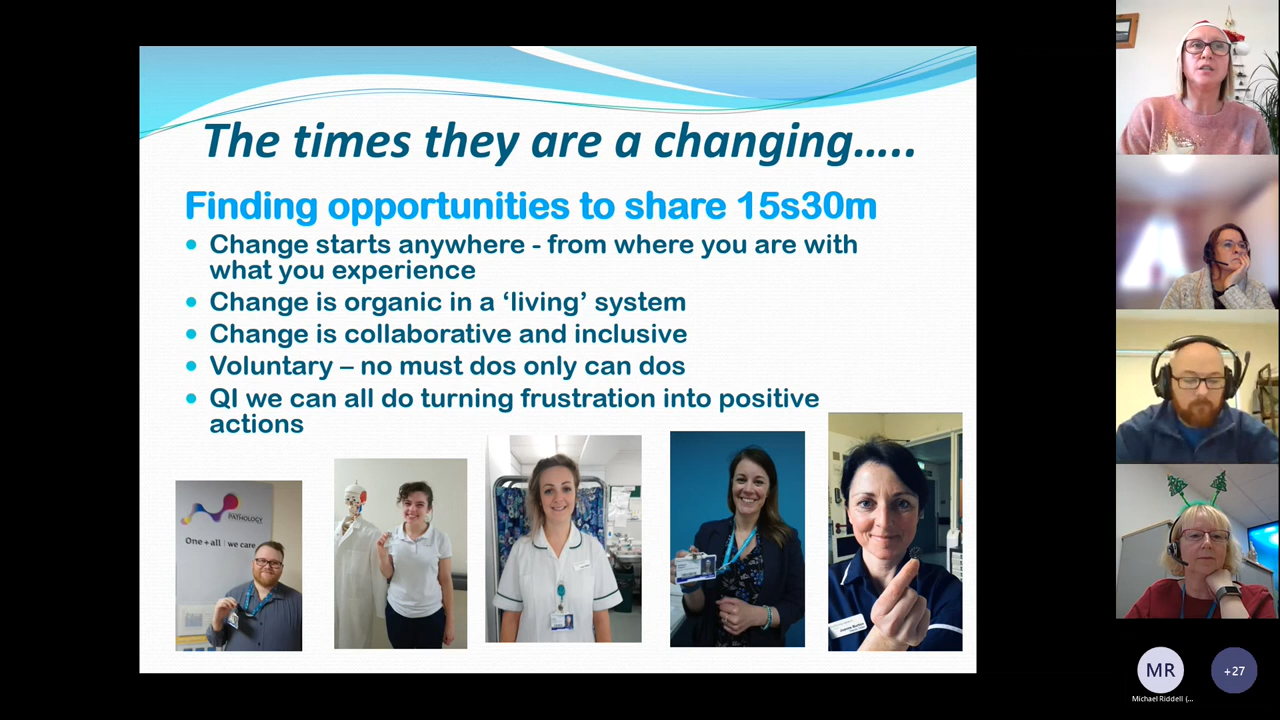 The times they are a changing.....
Finding opportunities to share 15s30m
• Change starts anywhere - from where you are with
what you experience
• Change is organic in a ‘living’ system
• Change is collaborative and inclusive
• Voluntary – no must dos only can dos
• QI we can all do turning frustration into positive
actions
PATHOLOGY
One + all | we care
MR
+27
Michael Riddell (...